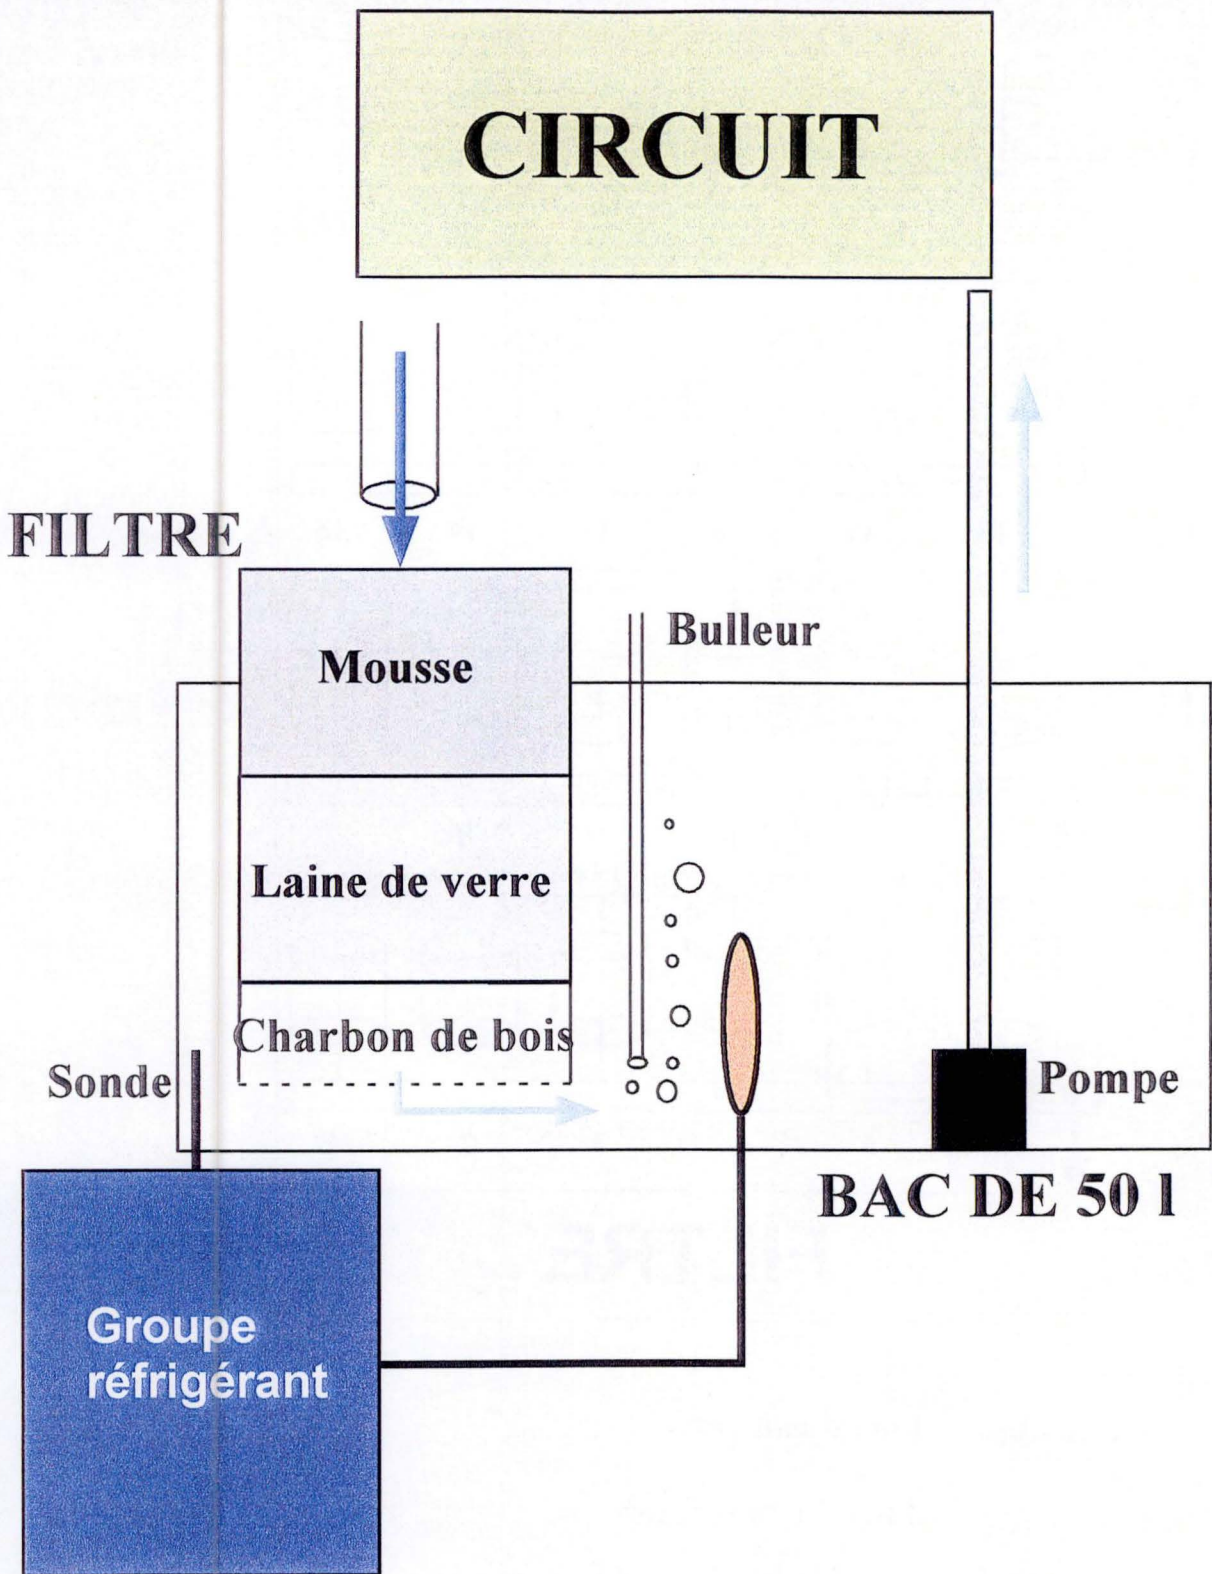 CIRCUIT
FILTRE
Mousse
Bulleur
Laine de verre
Charbon de bois
Sonde
Pompe
BAC DE 50 l
Groupe
réfrigérant